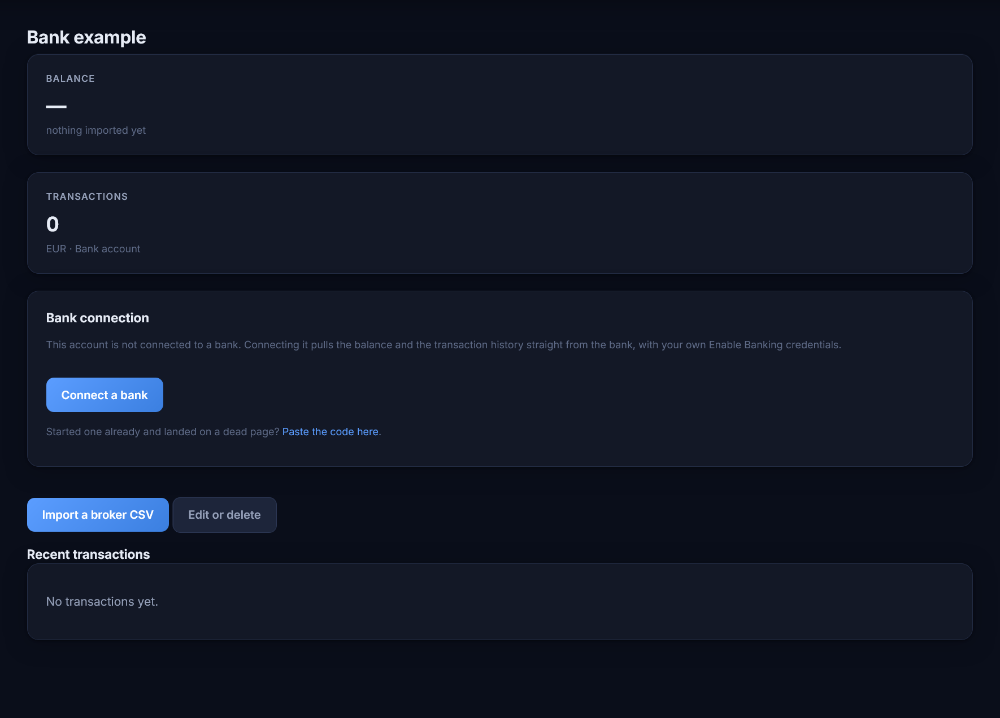 Bank example
BALANCE
—
nothing imported yet
TRANSACTIONS
0
EUR · Bank account
Bank connection
This account is not connected to a bank. Connecting it pulls the balance and the transaction history straight from the bank, with your own Enable Banking credentials.
Connect a bank
Started one already and landed on a dead page? Paste the code here.
Import a broker CSV
Edit or delete
Recent transactions
No transactions yet.